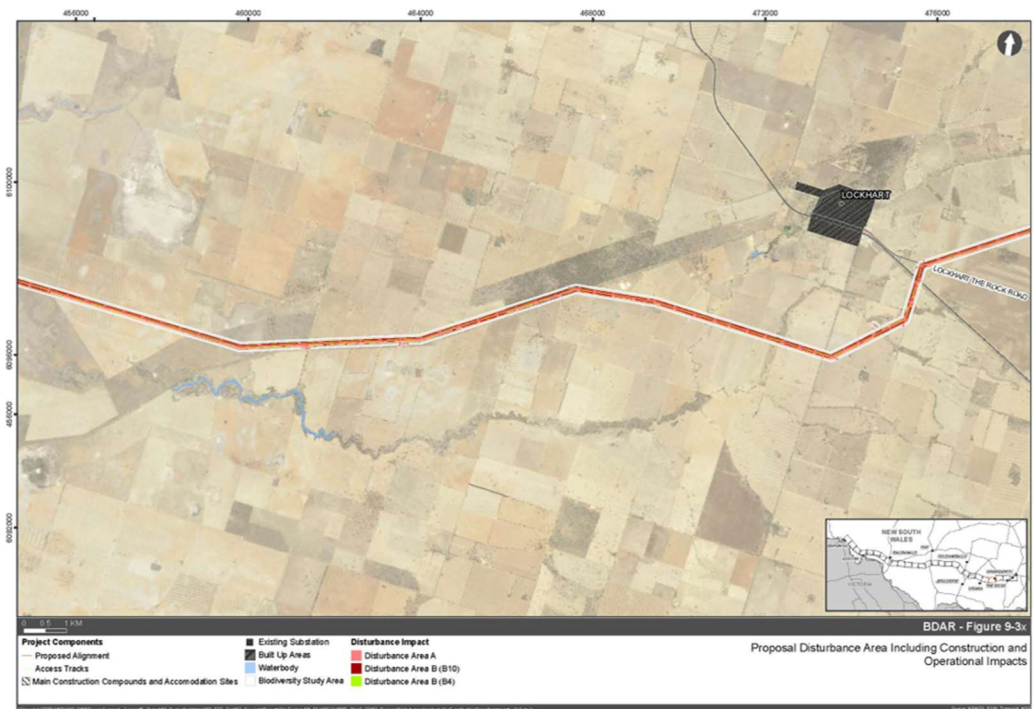 456000 460000 464000 468000 472000 476000
6100000
LOCKHART
LOCKHART THE ROCK ROAD
6096000
6092000
NEW SOUTH
WALES
VICTORIA
0 0.5 1 KM
BDAR - Figure 9-3x
Proposal Disturbance Area Including Construction and
Operational Impacts
Project Components
Proposed Alignment
Access Tracks
Main Construction Compounds and Accomodation Sites
Existing Substation
Built Up Areas
Waterbody
Biodiversity Study Area
Disturbance Impact
Disturbance Area A
Disturbance Area B (B10)
Disturbance Area B (B4)